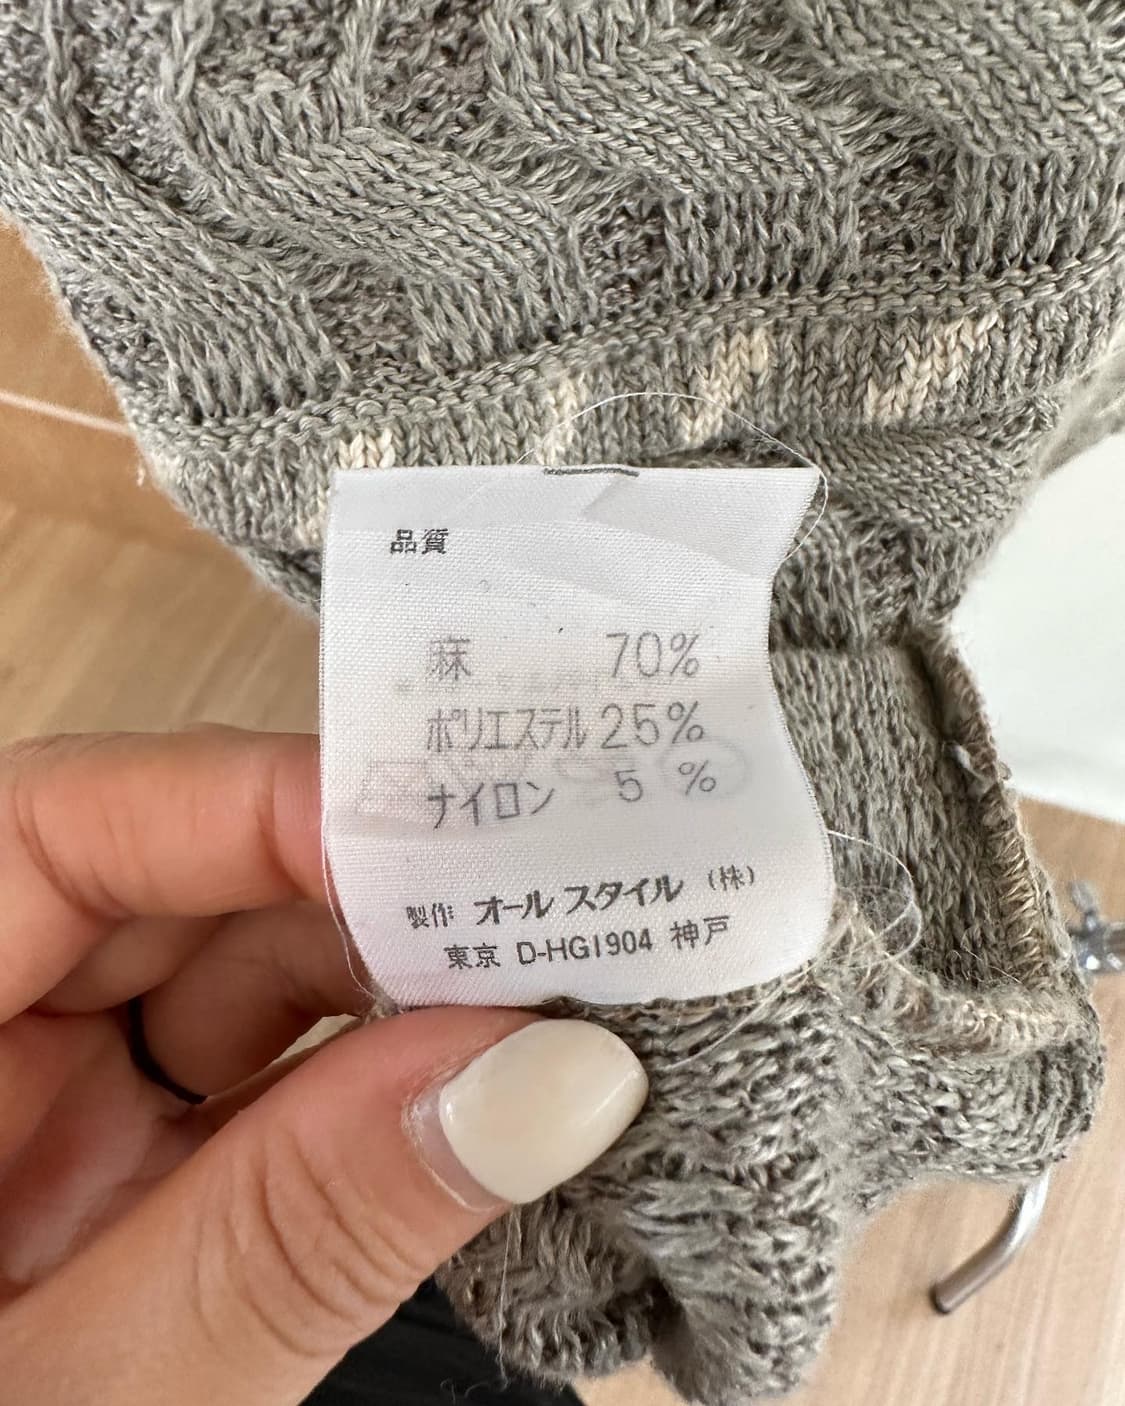 品質
麻 70%
ポリエステル 25%
ナイロン 5 %
製作 オールスタイル (株)
東京 D-HG1904 神戸